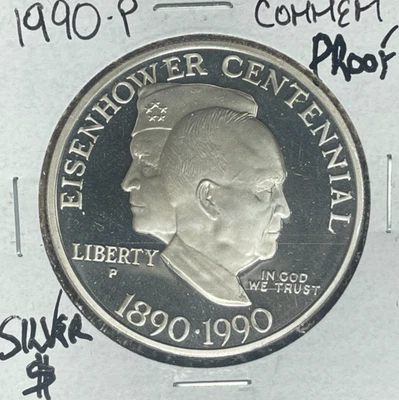 1990-P
COMMEM
PROOF
EISENHOWER CENTENNIAL
LIBERTY
P
IN GOD
WE TRUST
1890·1990
SILVER
$